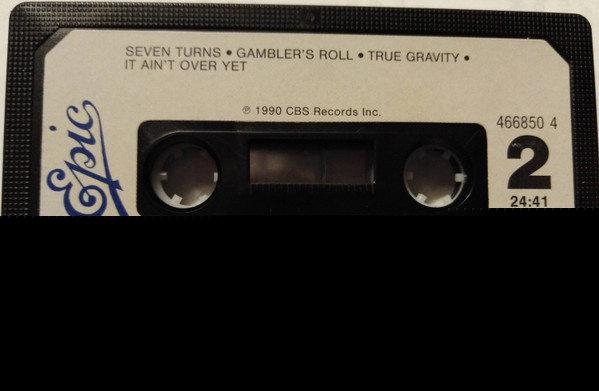 SEVEN TURNS • GAMBLER'S ROLL • TRUE GRAVITY •
IT AIN'T OVER YET
℗ 1990 CBS Records Inc.
466850 4
Epic
2
24:41